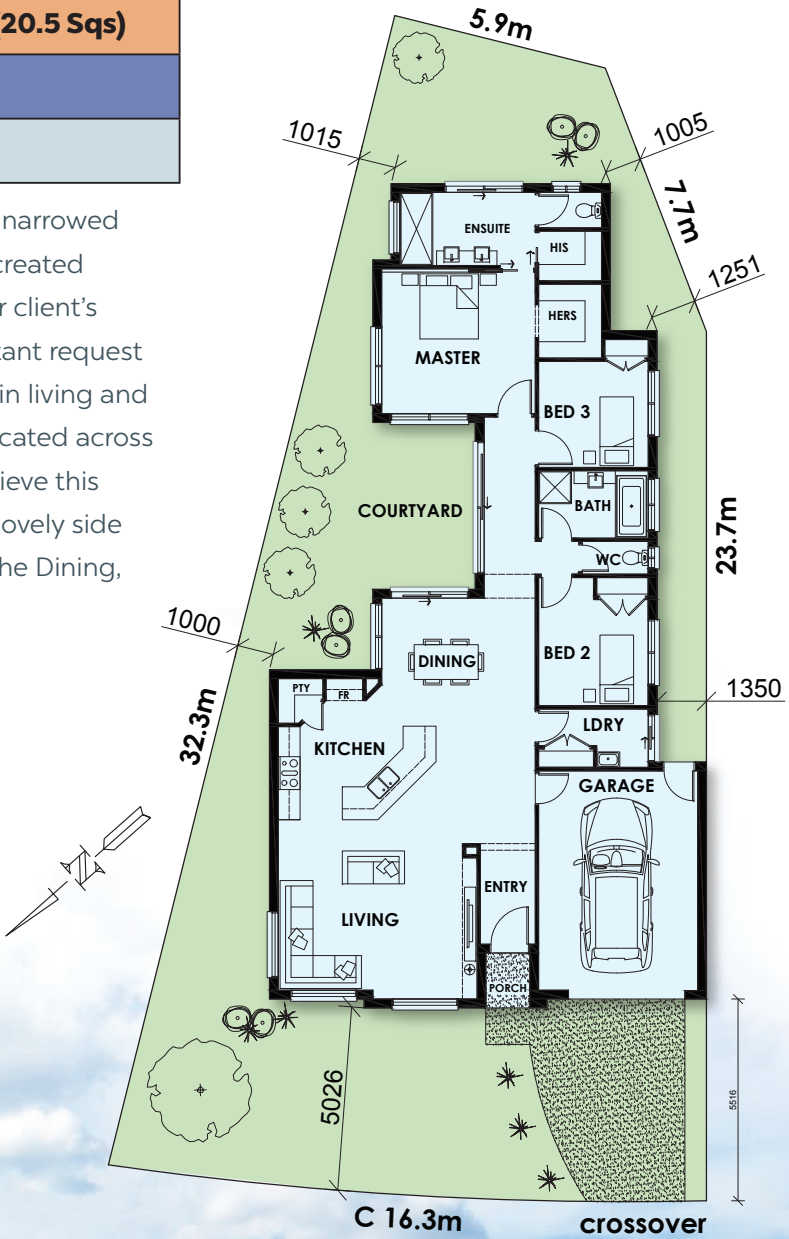 (20.5 Sqs)
narrowed
created
r client’s
tant request
in living and
cated across
ieve this
ovely side
he Dining,
5.9m
1015
1005
7.7m
1251
ENSUITE
HIS
HERS
MASTER
BED 3
COURTYARD
BATH
WC
23.7m
1000
DINING
BED 2
1350
PTY
FR
LDRY
32.3m
KITCHEN
GARAGE
N
ENTRY
LIVING
PORCH
5026
5516
C 16.3m
crossover